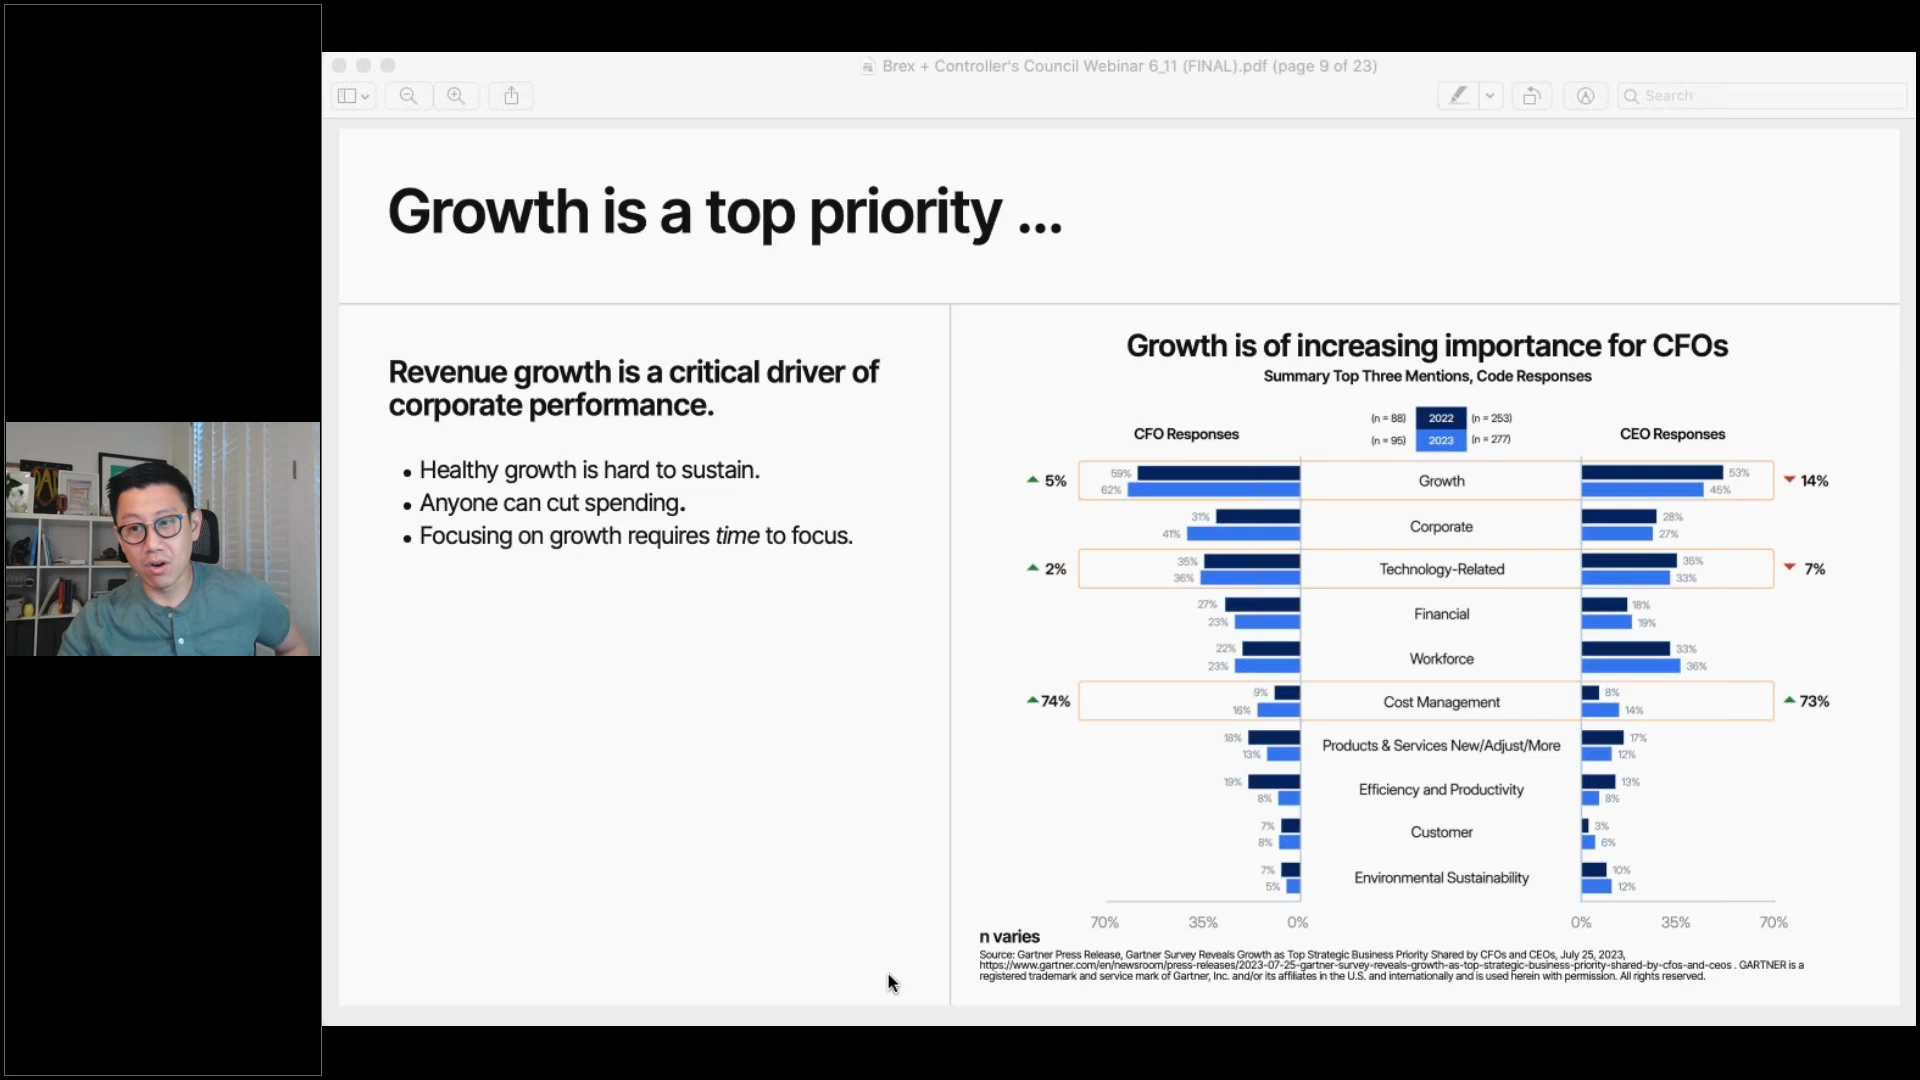 Brex + Controller's Council Webinar 6_11 (FINAL).pdf (page 9 of 23)
Search
Growth is a top priority ...
Revenue growth is a critical driver of
corporate performance.
• Healthy growth is hard to sustain.
• Anyone can cut spending.
• Focusing on growth requires time to focus.
Growth is of increasing importance for CFOs
Summary Top Three Mentions, Code Responses
(n = 88) 2022 (n = 253)
(n = 95) 2023 (n = 277)
CFO Responses
CEO Responses
5% 59% 62% Growth 53% 45% 14%
31% 41% Corporate 28% 27%
2% 35% 36% Technology-Related 35% 33% 7%
27% 23% Financial 18% 19%
22% 23% Workforce 33% 36%
74% 9% 16% Cost Management 8% 14% 73%
18% 13% Products & Services New/Adjust/More 17% 12%
19% 8% Efficiency and Productivity 13% 8%
7% 8% Customer 3% 6%
7% 5% Environmental Sustainability 10% 12%
70% 35% 0% 0% 35% 70%
n varies
Source: Gartner Press Release, Gartner Survey Reveals Growth as Top Strategic Business Priority Shared by CFOs and CEOs, July 25, 2023,
https://www.gartner.com/en/newsroom/press-releases/2023-07-25-gartner-survey-reveals-growth-as-top-strategic-business-priority-shared-by-cfos-and-ceos . GARTNER is a
registered trademark and service mark of Gartner, Inc. and/or its affiliates in the U.S. and internationally and is used herein with permission. All rights reserved.